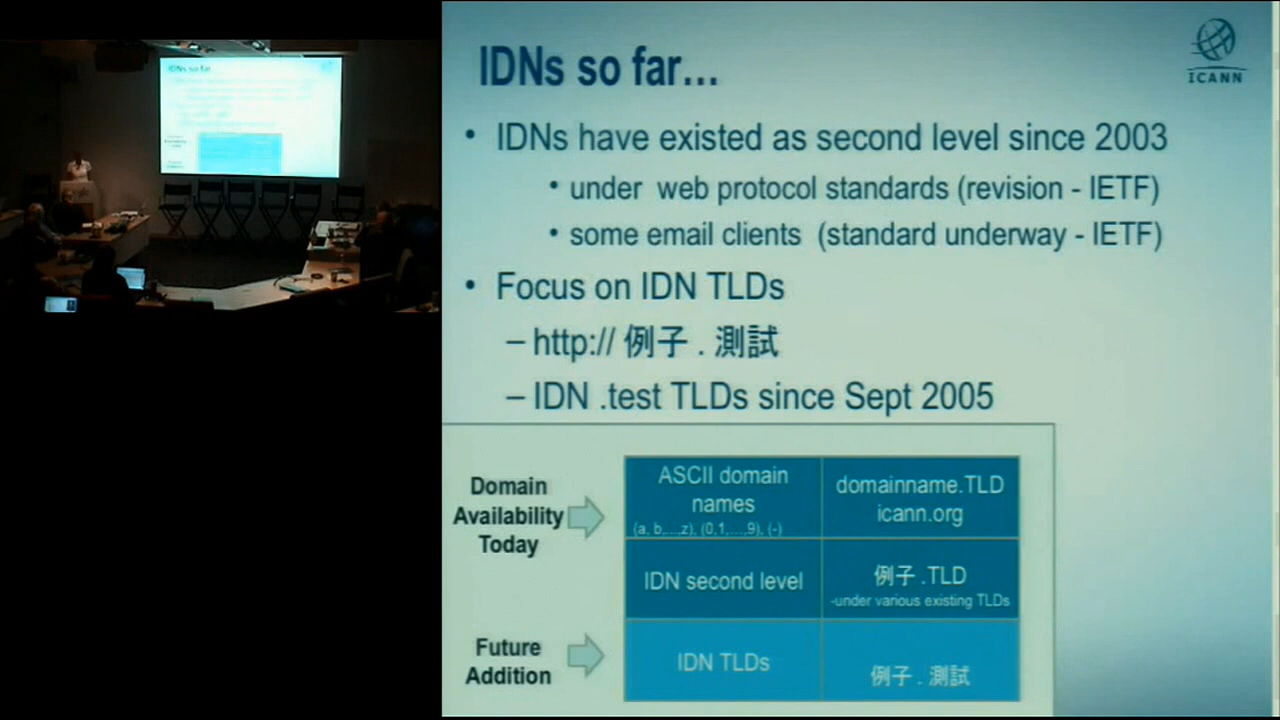 IDNs so far
IDNs so far…
ICANN
• IDNs have existed as second level since 2003
• under web protocol standards (revision - IETF)
• some email clients (standard underway - IETF)
• Focus on IDN TLDs
– http:// 例子 . 測試
– IDN .test TLDs since Sept 2005
Domain
Availability
Today
ASCII domain
names
(a, b,...,z), (0,1,...,9), (-)
domainname.TLD
icann.org
IDN second level
例子 .TLD
-under various existing TLDs
Future
Addition
IDN TLDs
例子 . 測試